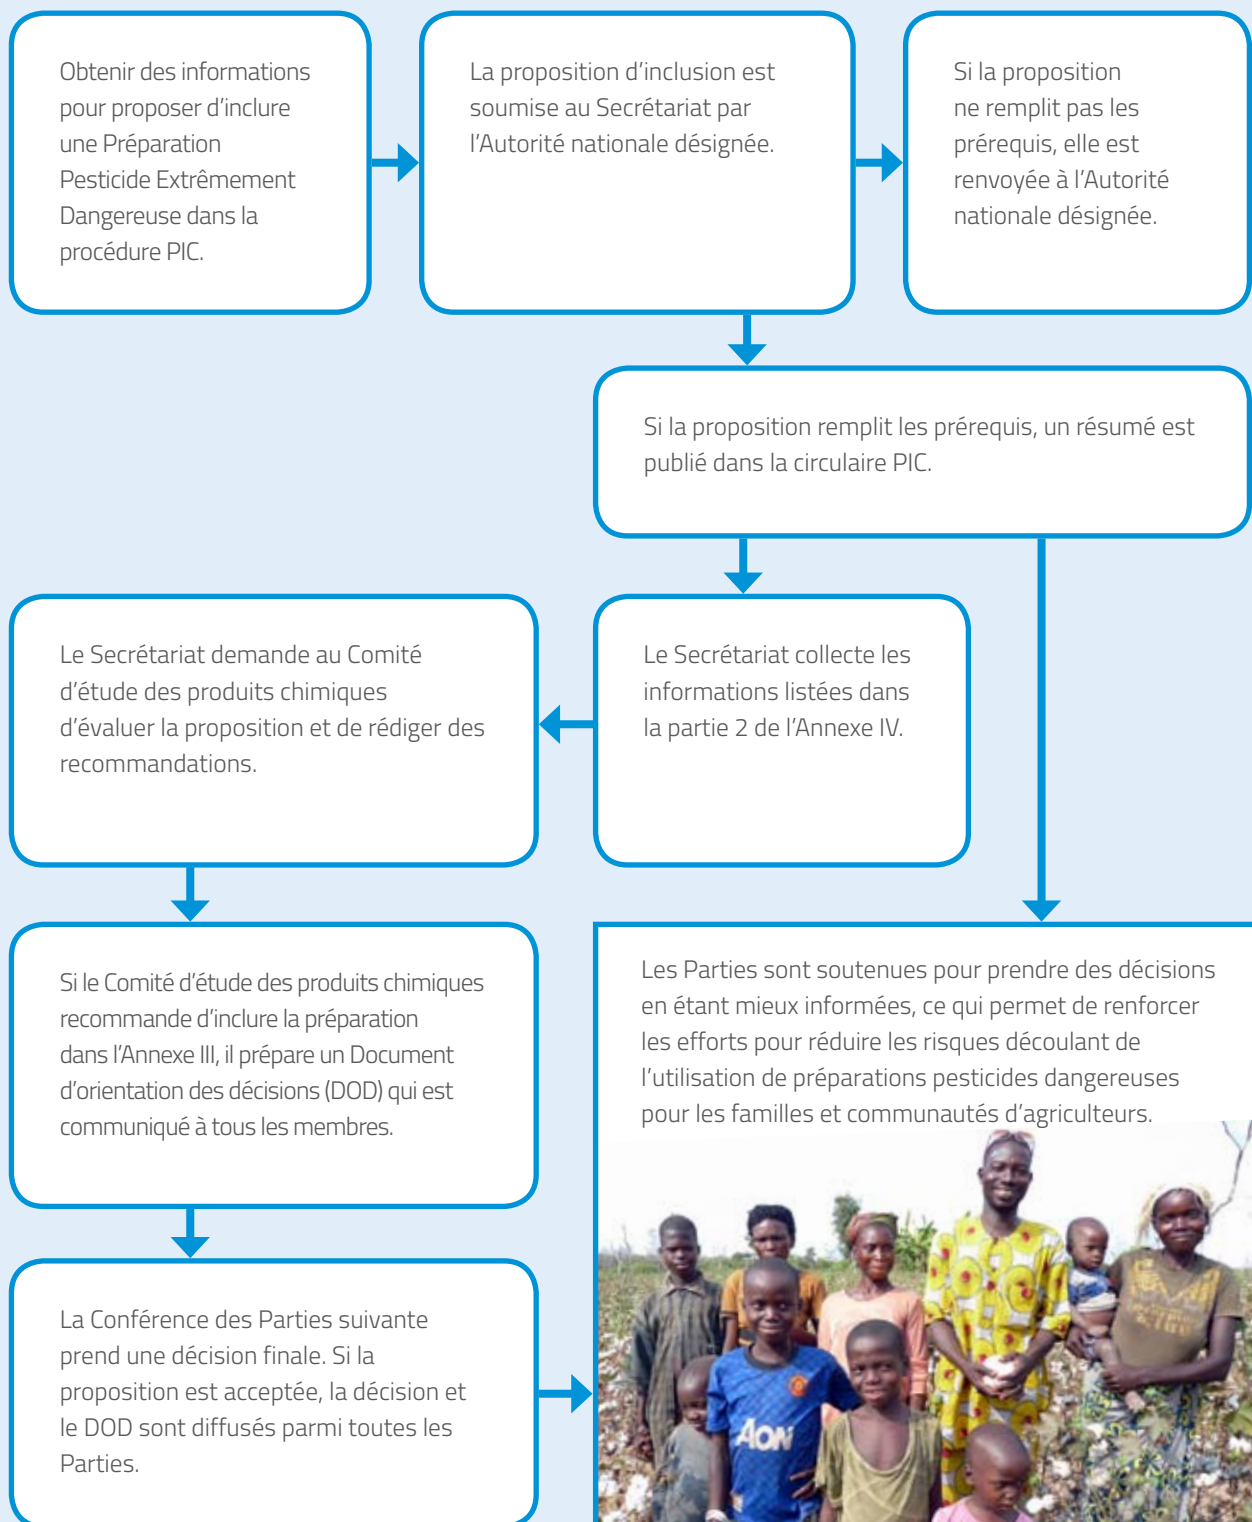 Obtenir des informations
pour proposer d’inclure
une Préparation
Pesticide Extrêmement
Dangereuse dans la
procédure PIC.
La proposition d’inclusion est
soumise au Secrétariat par
l’Autorité nationale désignée.
Si la proposition
ne remplit pas les
prérequis, elle est
renvoyée à l’Autorité
nationale désignée.
Si la proposition remplit les prérequis, un résumé est
publié dans la circulaire PIC.
Le Secrétariat collecte les
informations listées dans
la partie 2 de l’Annexe IV.
Le Secrétariat demande au Comité
d’étude des produits chimiques
d’évaluer la proposition et de rédiger des
recommandations.
Si le Comité d’étude des produits chimiques
recommande d’inclure la préparation
dans l’Annexe III, il prépare un Document
d’orientation des décisions (DOD) qui est
communiqué à tous les membres.
La Conférence des Parties suivante
prend une décision finale. Si la
proposition est acceptée, la décision et
le DOD sont diffusés parmi toutes les
Parties.
Les Parties sont soutenues pour prendre des décisions
en étant mieux informées, ce qui permet de renforcer
les efforts pour réduire les risques découlant de
l’utilisation de préparations pesticides dangereuses
pour les familles et communautés d’agriculteurs.
AON